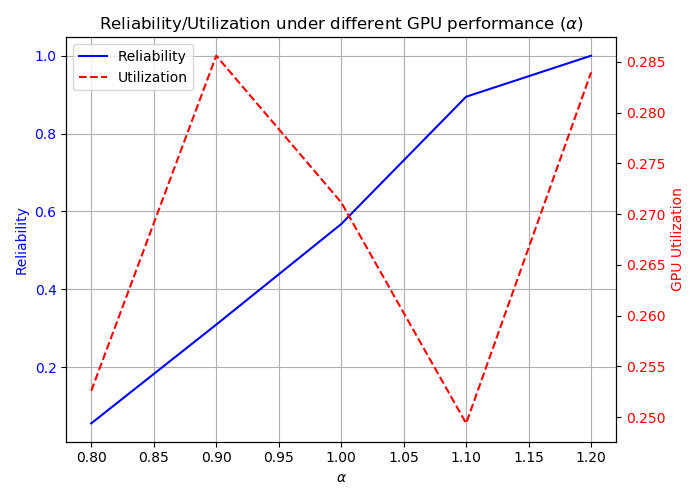 Reliability/Utilization under different GPU performance (α)
Reliability
Utilization
1.0
0.8
0.6
0.4
0.2
Reliability
0.285
0.280
0.275
0.270
0.265
0.260
0.255
0.250
GPU Utilization
0.80 0.85 0.90 0.95 1.00 1.05 1.10 1.15 1.20
α